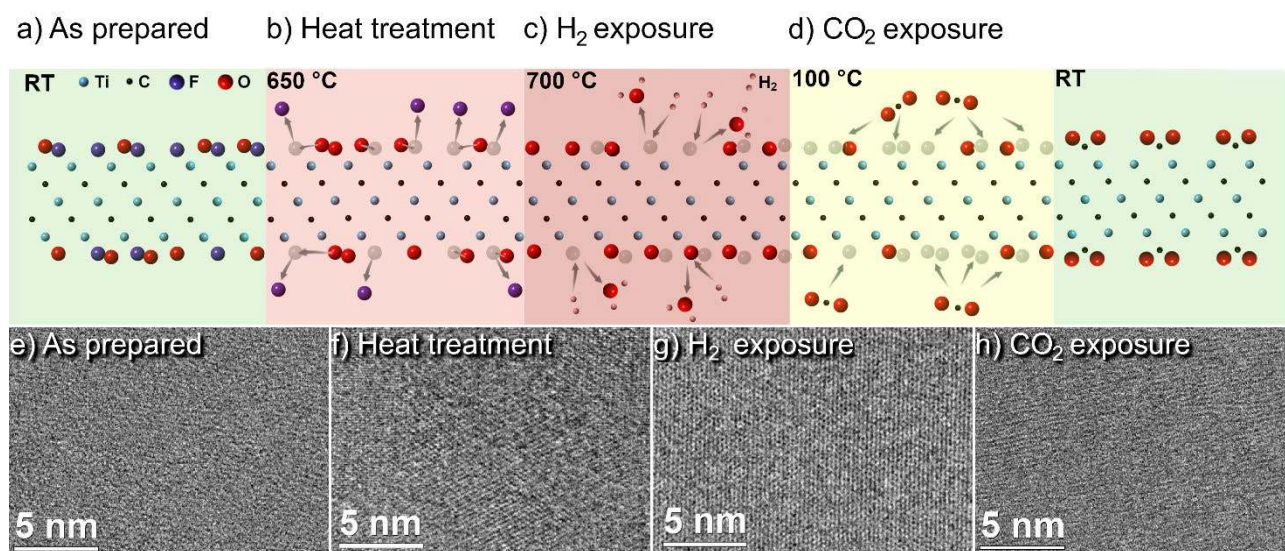 a) As prepared b) Heat treatment c) H₂ exposure d) CO₂ exposure
RT Ti C F O 650 °C 700 °C H₂ 100 °C RT
e) As prepared f) Heat treatment g) H₂ exposure h) CO₂ exposure
5 nm 5 nm 5 nm 5 nm